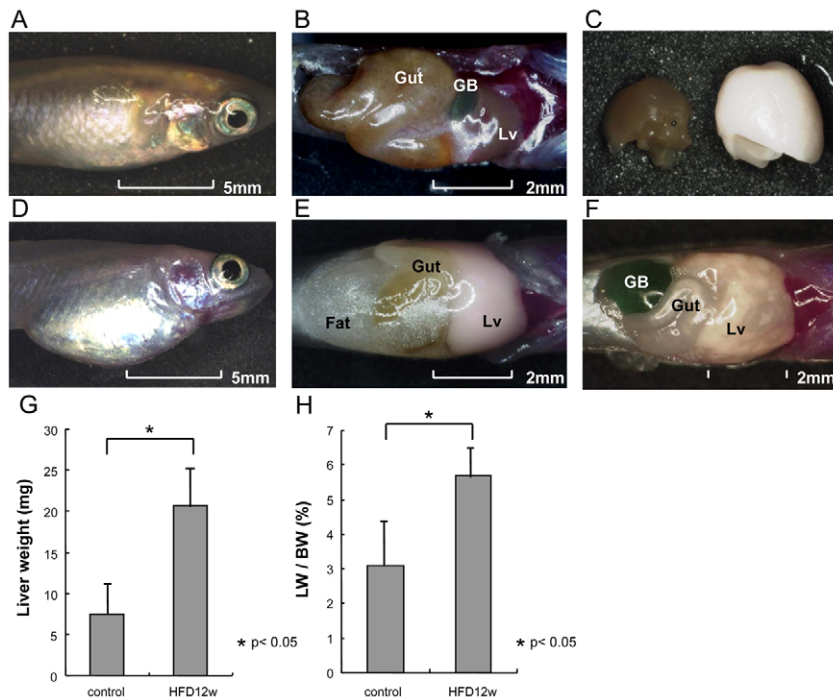 A
B
C
Gut
GB
Lv
5mm
2mm
D
E
F
Gut
Fat
Lv
GB
Gut
Lv
5mm
2mm
2mm
G
Liver weight (mg)
30
25
20
15
10
5
0
*
control
HFD12w
* p< 0.05
H
LW / BW (%)
7
6
5
4
3
2
1
0
*
control
HFD12w
* p< 0.05